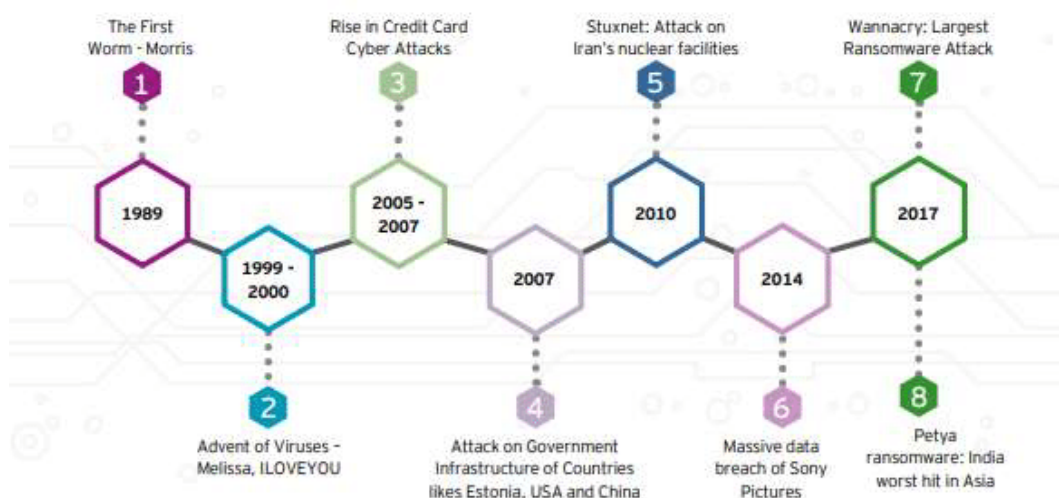 The First
Worm - Morris
1
1989
1999 -
2000
2
Advent of Viruses –
Melissa, ILOVEYOU
Rise in Credit Card
Cyber Attacks
3
2005 -
2007
2007
4
Attack on Government
Infrastructure of Countries
likes Estonia, USA and China
Stuxnet: Attack on
Iran's nuclear facilities
5
2010
2014
6
Massive data
breach of Sony
Pictures
Wannacry: Largest
Ransomware Attack
7
2017
8
Petya
ransomware: India
worst hit in Asia